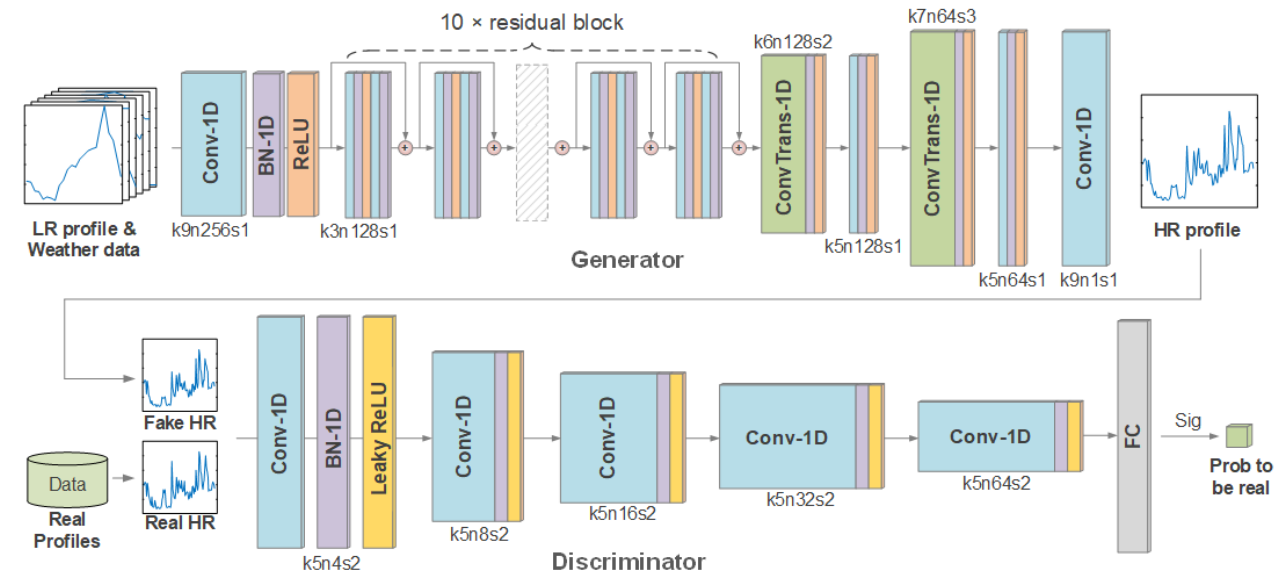 10 × residual block
k7n64s3
k6n128s2
Conv-1D
BN-1D
ReLU
ConvTrans-1D
ConvTrans-1D
Conv-1D
LR profile &
Weather data
k9n256s1
k3n128s1
k5n128s1
k5n64s1
k9n1s1
HR profile
Generator
Fake HR
Data
Real
Profiles
Real HR
Conv-1D
BN-1D
Leaky ReLU
k5n4s2
Conv-1D
k5n8s2
Conv-1D
k5n16s2
Conv-1D
k5n32s2
Conv-1D
k5n64s2
FC
Sig
Prob to
be real
Discriminator